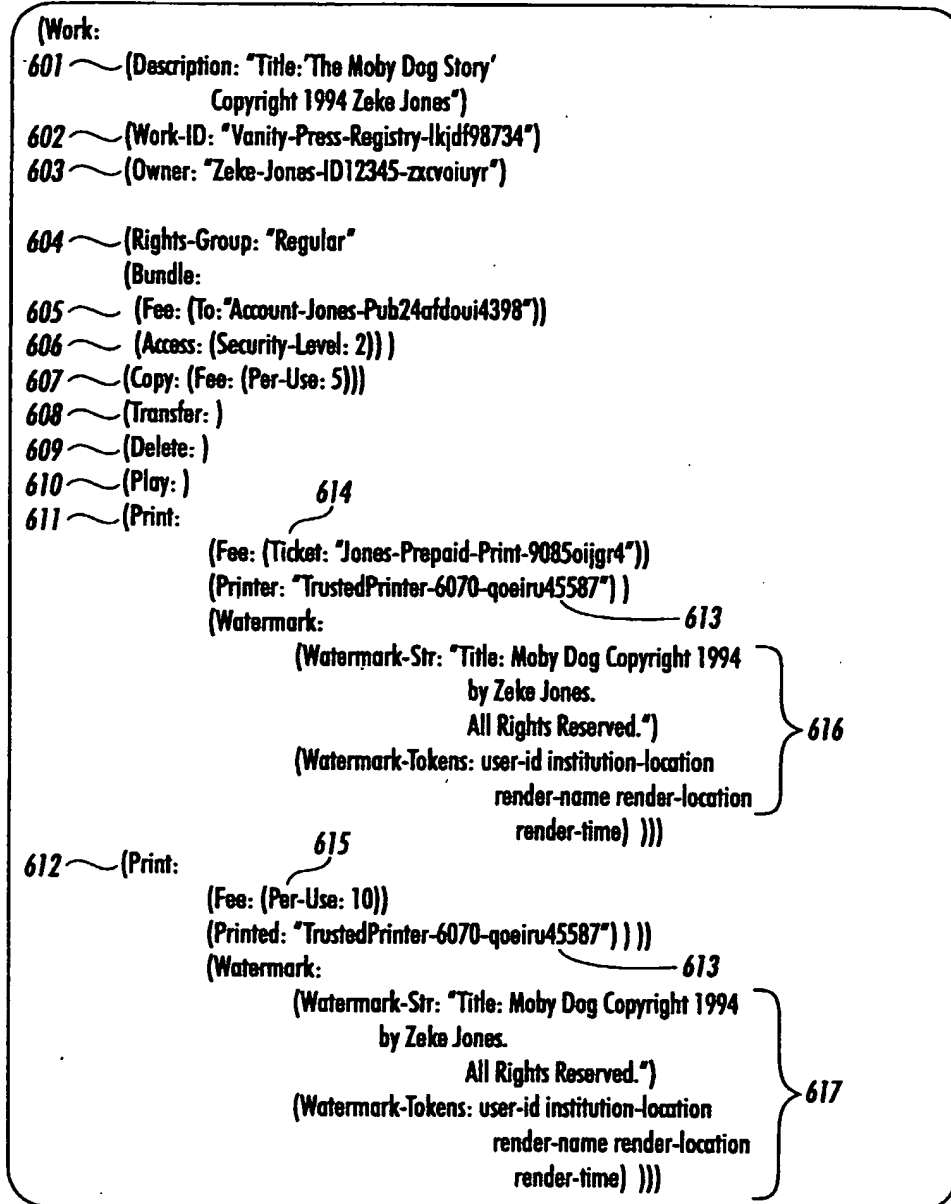 (Work:
601 (Description: "Title:'The Moby Dog Story'
Copyright 1994 Zeke Jones")
602 (Work-ID: "Vanity-Press-Registry-lkjdf98734")
603 (Owner: "Zeke-Jones-ID12345-zxcvoiuyr")
604 (Rights-Group: "Regular"
(Bundle:
605 (Fee: (To:"Account-Jones-Pub24afdoui4398"))
606 (Access: (Security-Level: 2)) )
607 (Copy: (Fee: (Per-Use: 5)))
608 (Transfer: )
609 (Delete: )
610 (Play: )
614
611 (Print:
(Fee: (Ticket: "Jones-Prepaid-Print-9085oijgr4"))
(Printer: "TrustedPrinter-6070-qoeiru45587") )
(Watermark: 613
(Watermark-Str: "Title: Moby Dog Copyright 1994
by Zeke Jones.
All Rights Reserved.") 616
(Watermark-Tokens: user-id institution-location
render-name render-location
render-time) )))
615
612 (Print:
(Fee: (Per-Use: 10))
(Printed: "TrustedPrinter-6070-qoeiru45587") ) ))
(Watermark: 613
(Watermark-Str: "Title: Moby Dog Copyright 1994
by Zeke Jones.
All Rights Reserved.") 617
(Watermark-Tokens: user-id institution-location
render-name render-location
render-time) )))